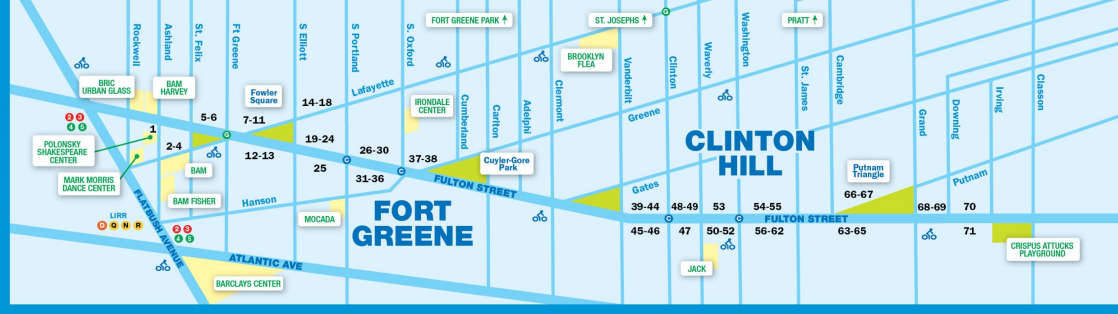 Rockwell
Ashland
St. Felix
Ft Greene
S Elliott
S Portland
S. Oxford
FORT GREENE PARK
ST. JOSEPHS
G
Washington
PRATT
BROOKLYN
FLEA
Vanderbilt
Clinton
Waverly
St. James
Cambridge
BRIC
URBAN GLASS
BAM
HARVEY
Fowler
Square
14-18
Lafayette
IRONDALE
CENTER
Cumberland
Carlton
Adelphi
Clermont
Greene
Grand
Downing
Irving
Classon
2 3
4 5
1
5-6
7-11
G
POLONSKY
SHAKESPEARE
CENTER
2-4
12-13
19-24
25
C
26-30
31-36
C
37-38
Cuyler-Gore
Park
CLINTON
HILL
MARK MORRIS
DANCE CENTER
BAM
BAM FISHER
Hanson
MOCADA
FORT
GREENE
FULTON STREET
Gates
Putnam
Triangle
66-67
Putnam
39-44
48-49
53
54-55
68-69
70
C
C
FULTON STREET
45-46
47
50-52
56-62
63-65
71
JACK
CRISPUS ATTUCKS
PLAYGROUND
LIRR
D Q N R
2 3
4 5
FLATBUSH AVENUE
ATLANTIC AVE
BARCLAYS CENTER